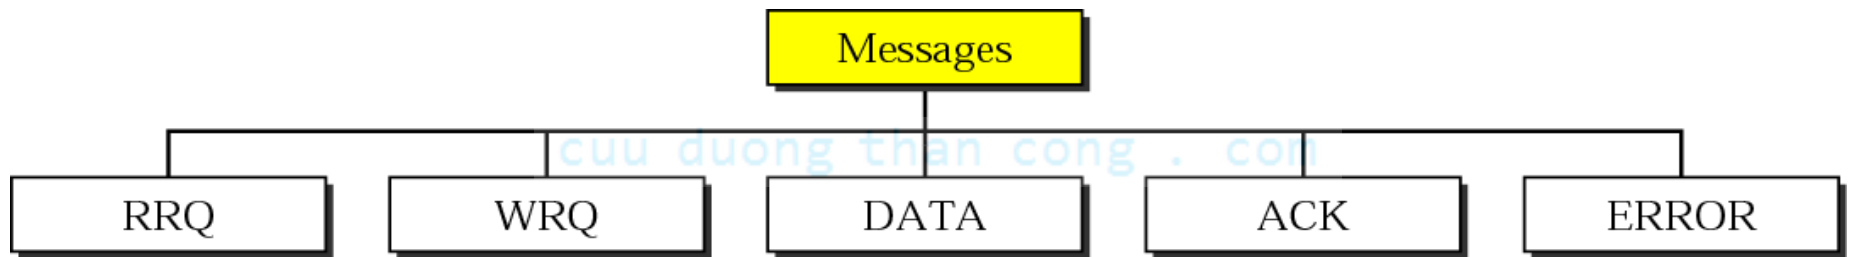 Messages
cuu duong than cong . com
RRQ
WRQ
DATA
ACK
ERROR